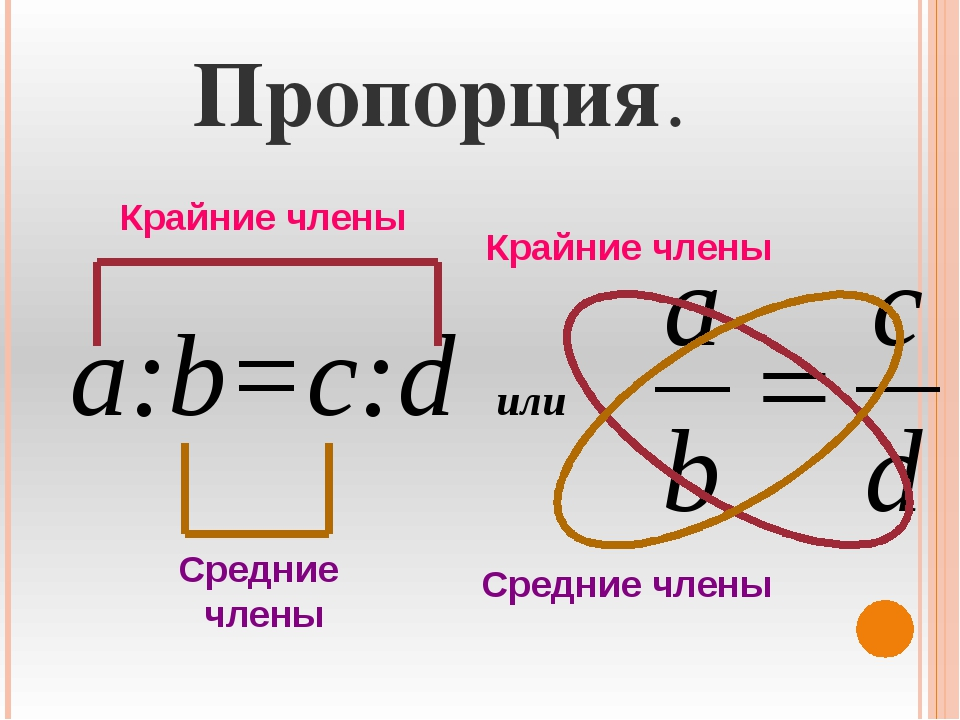 Пропорция.
Крайние члены
Крайние члены
a:b=c:d
или
a/b = c/d
Средние
члены
Средние члены